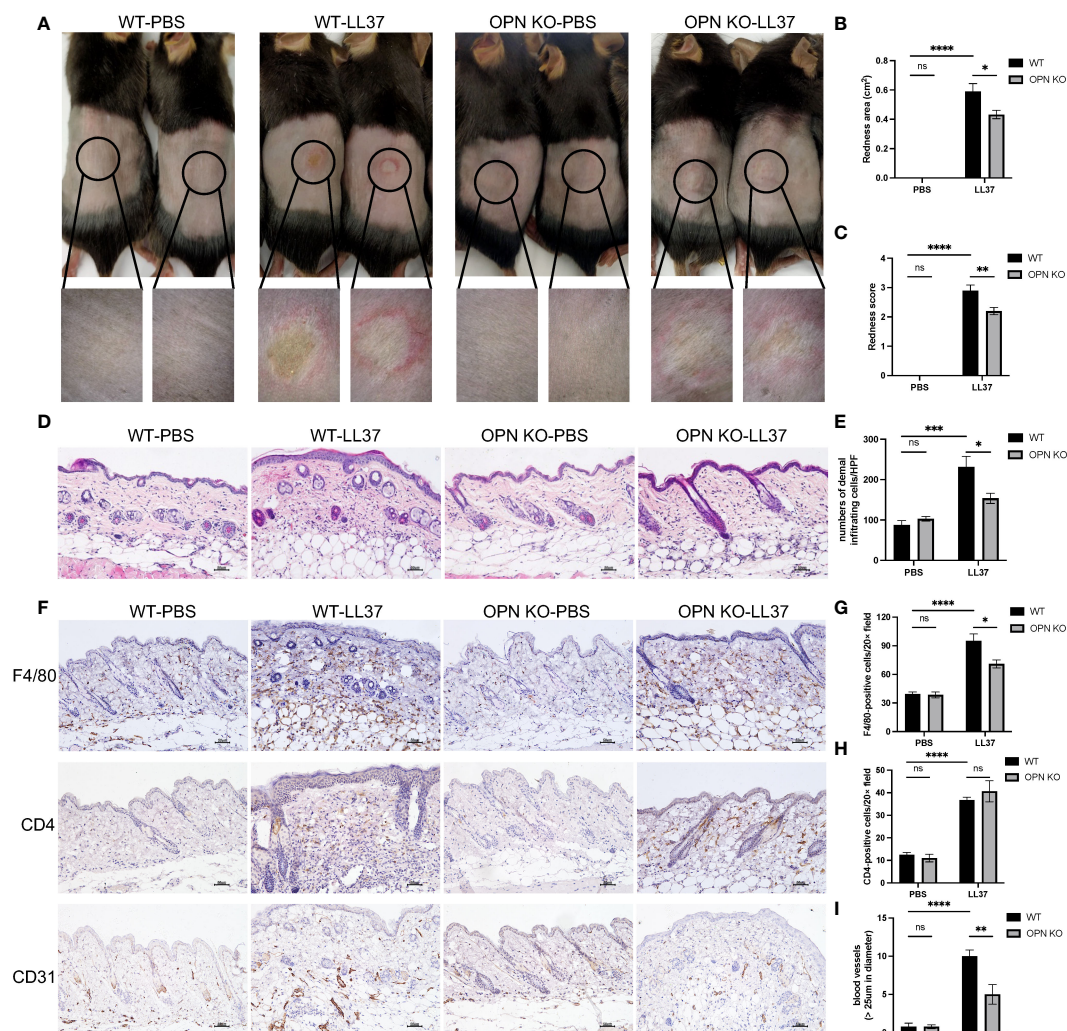 A
WT-PBS
WT-LL37
OPN KO-PBS
OPN KO-LL37
B
Redness area (cm²)
0.8
0.6
0.4
0.2
0.0
ns
****
*
PBS
LL37
WT
OPN KO
C
Redness score
4
3
2
1
0
ns
****
**
PBS
LL37
WT
OPN KO
D
WT-PBS
WT-LL37
OPN KO-PBS
OPN KO-LL37
E
numbers of demal
infiltrating cells/HPF
300
200
100
0
ns
***
*
PBS
LL37
WT
OPN KO
F
WT-PBS
WT-LL37
OPN KO-PBS
OPN KO-LL37
F4/80
CD4
CD31
G
F4/80-positive cells/20× field
120
90
60
30
0
ns
****
*
PBS
LL37
WT
OPN KO
H
CD4-positive cells/20× field
50
40
30
20
10
0
ns
****
ns
PBS
LL37
WT
OPN KO
I
blood vessels
(> 25um in diameter)
15
10
5
ns
****
**
WT
OPN KO